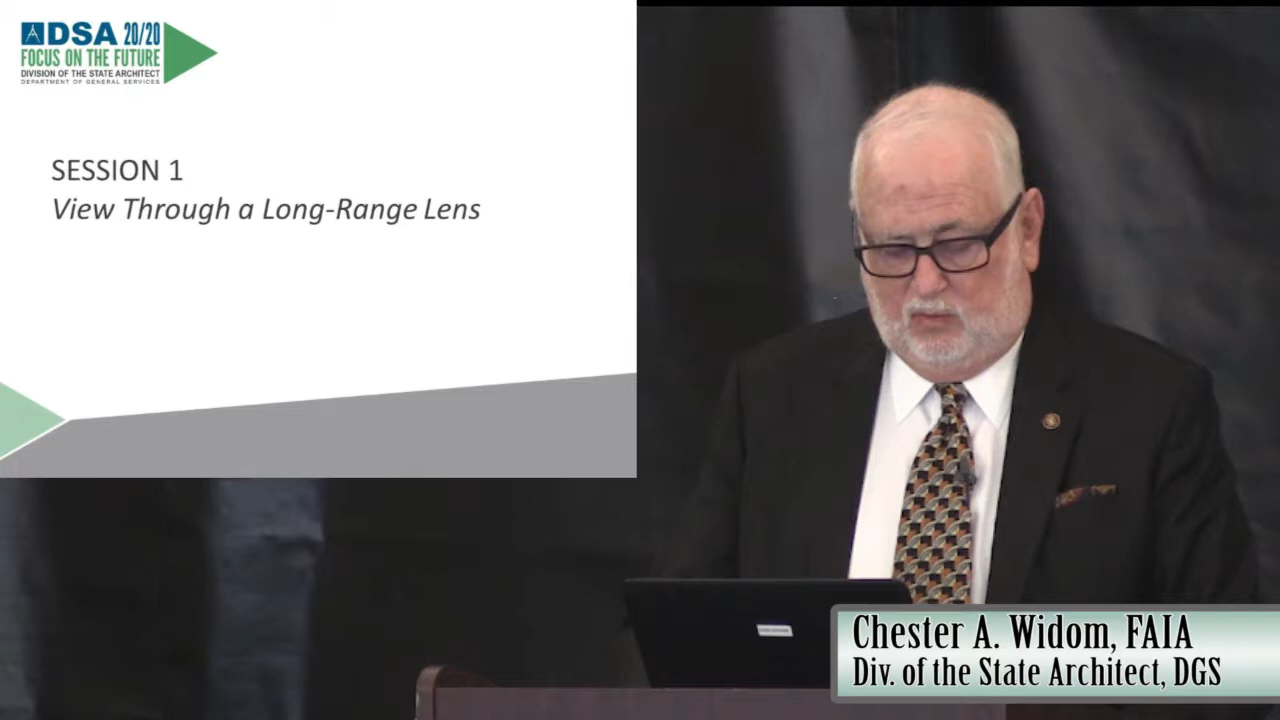 DSA 20/20
FOCUS ON THE FUTURE
DIVISION OF THE STATE ARCHITECT
DEPARTMENT OF GENERAL SERVICES
SESSION 1
View Through a Long-Range Lens
Chester A. Widom, FAIA
Div. of the State Architect, DGS